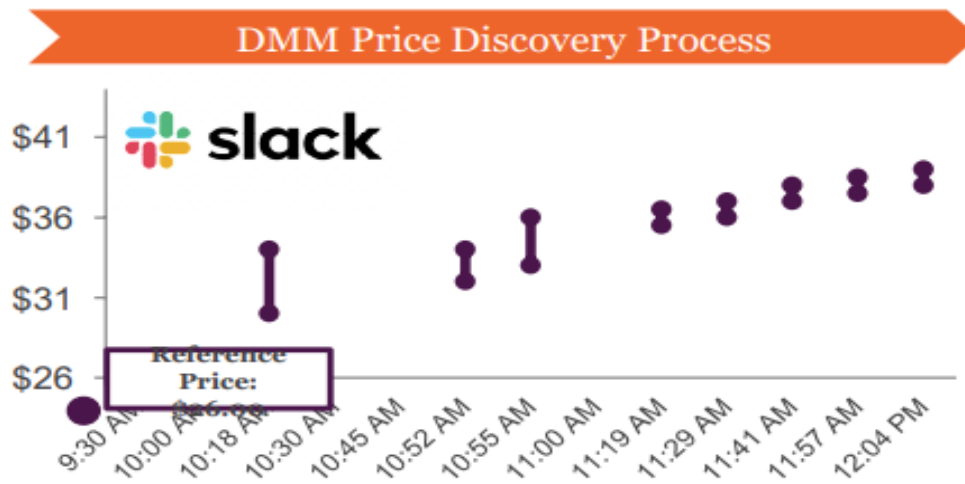 DMM Price Discovery Process
slack
$41
$36
$31
$26
Reference
Price:
$26.00
9:30 AM
10:00 AM
10:18 AM
10:30 AM
10:45 AM
10:52 AM
10:55 AM
11:00 AM
11:19 AM
11:29 AM
11:41 AM
11:57 AM
12:04 PM